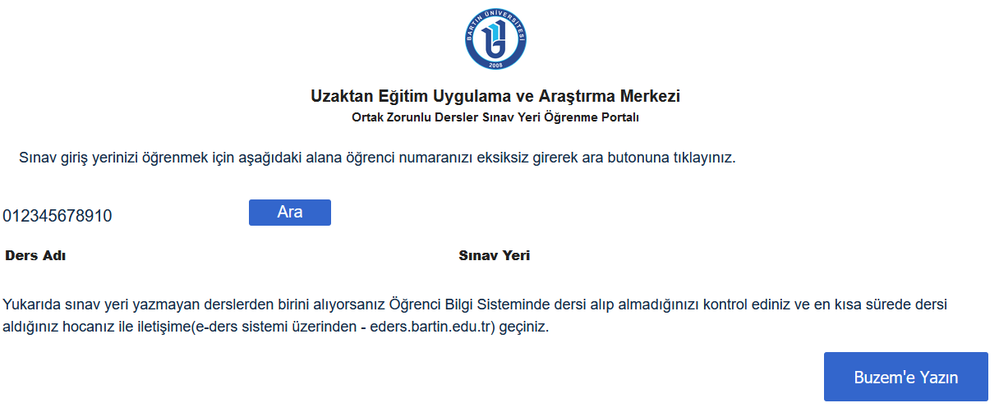 BARTIN ÜNİVERSİTESİ
2008
Uzaktan Eğitim Uygulama ve Araştırma Merkezi
Ortak Zorunlu Dersler Sınav Yeri Öğrenme Portalı
Sınav giriş yerinizi öğrenmek için aşağıdaki alana öğrenci numaranızı eksiksiz girerek ara butonuna tıklayınız.
012345678910 Ara
Ders Adı Sınav Yeri
Yukarıda sınav yeri yazmayan derslerden birini alıyorsanız Öğrenci Bilgi Sisteminde dersi alıp almadığınızı kontrol ediniz ve en kısa sürede dersi
aldığınız hocanız ile iletişime(e-ders sistemi üzerinden - eders.bartin.edu.tr) geçiniz.
Buzem'e Yazın